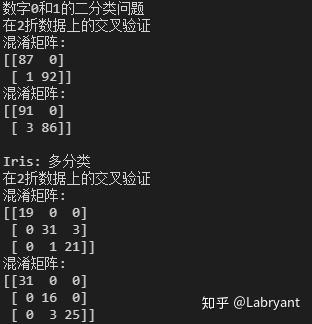 数字0和1的二分类问题
在2折数据上的交叉验证
混淆矩阵:
[[87  0]
 [ 1 92]]
混淆矩阵:
[[91  0]
 [ 3 86]]
Iris: 多分类
在2折数据上的交叉验证
混淆矩阵:
[[19  0  0]
 [ 0 31  3]
 [ 0  1 21]]
混淆矩阵:
[[31  0  0]
 [ 0 16  0]
 [ 0  3 25]]
知乎 @Labryant